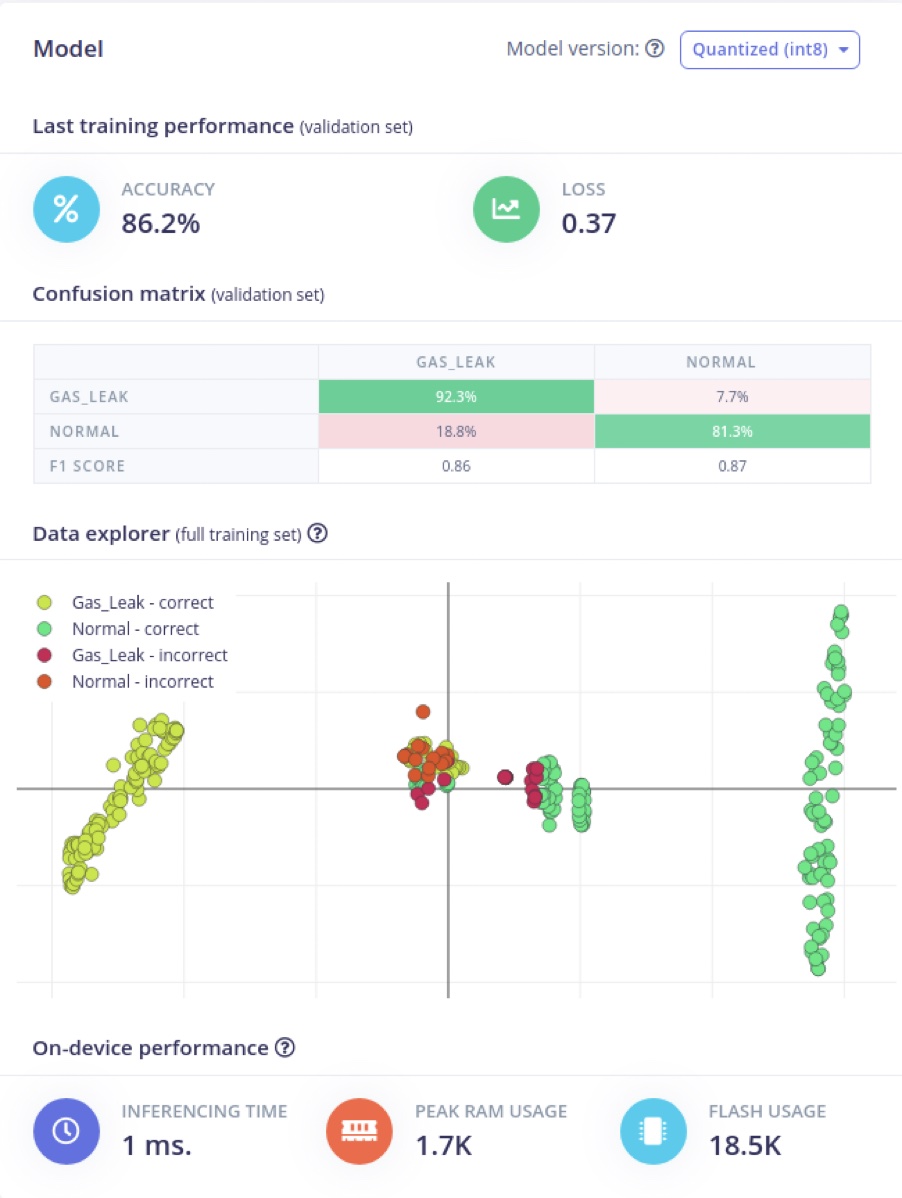 Model
Model version: ? Quantized (int8)
Last training performance (validation set)
% ACCURACY
86.2%
LOSS
0.37
Confusion matrix (validation set)
GAS_LEAK NORMAL
GAS_LEAK 92.3% 7.7%
NORMAL 18.8% 81.3%
F1 SCORE 0.86 0.87
Data explorer (full training set) ?
Gas_Leak - correct
Normal - correct
Gas_Leak - incorrect
Normal - incorrect
On-device performance ?
INFERENCING TIME
1 ms.
PEAK RAM USAGE
1.7K
FLASH USAGE
18.5K